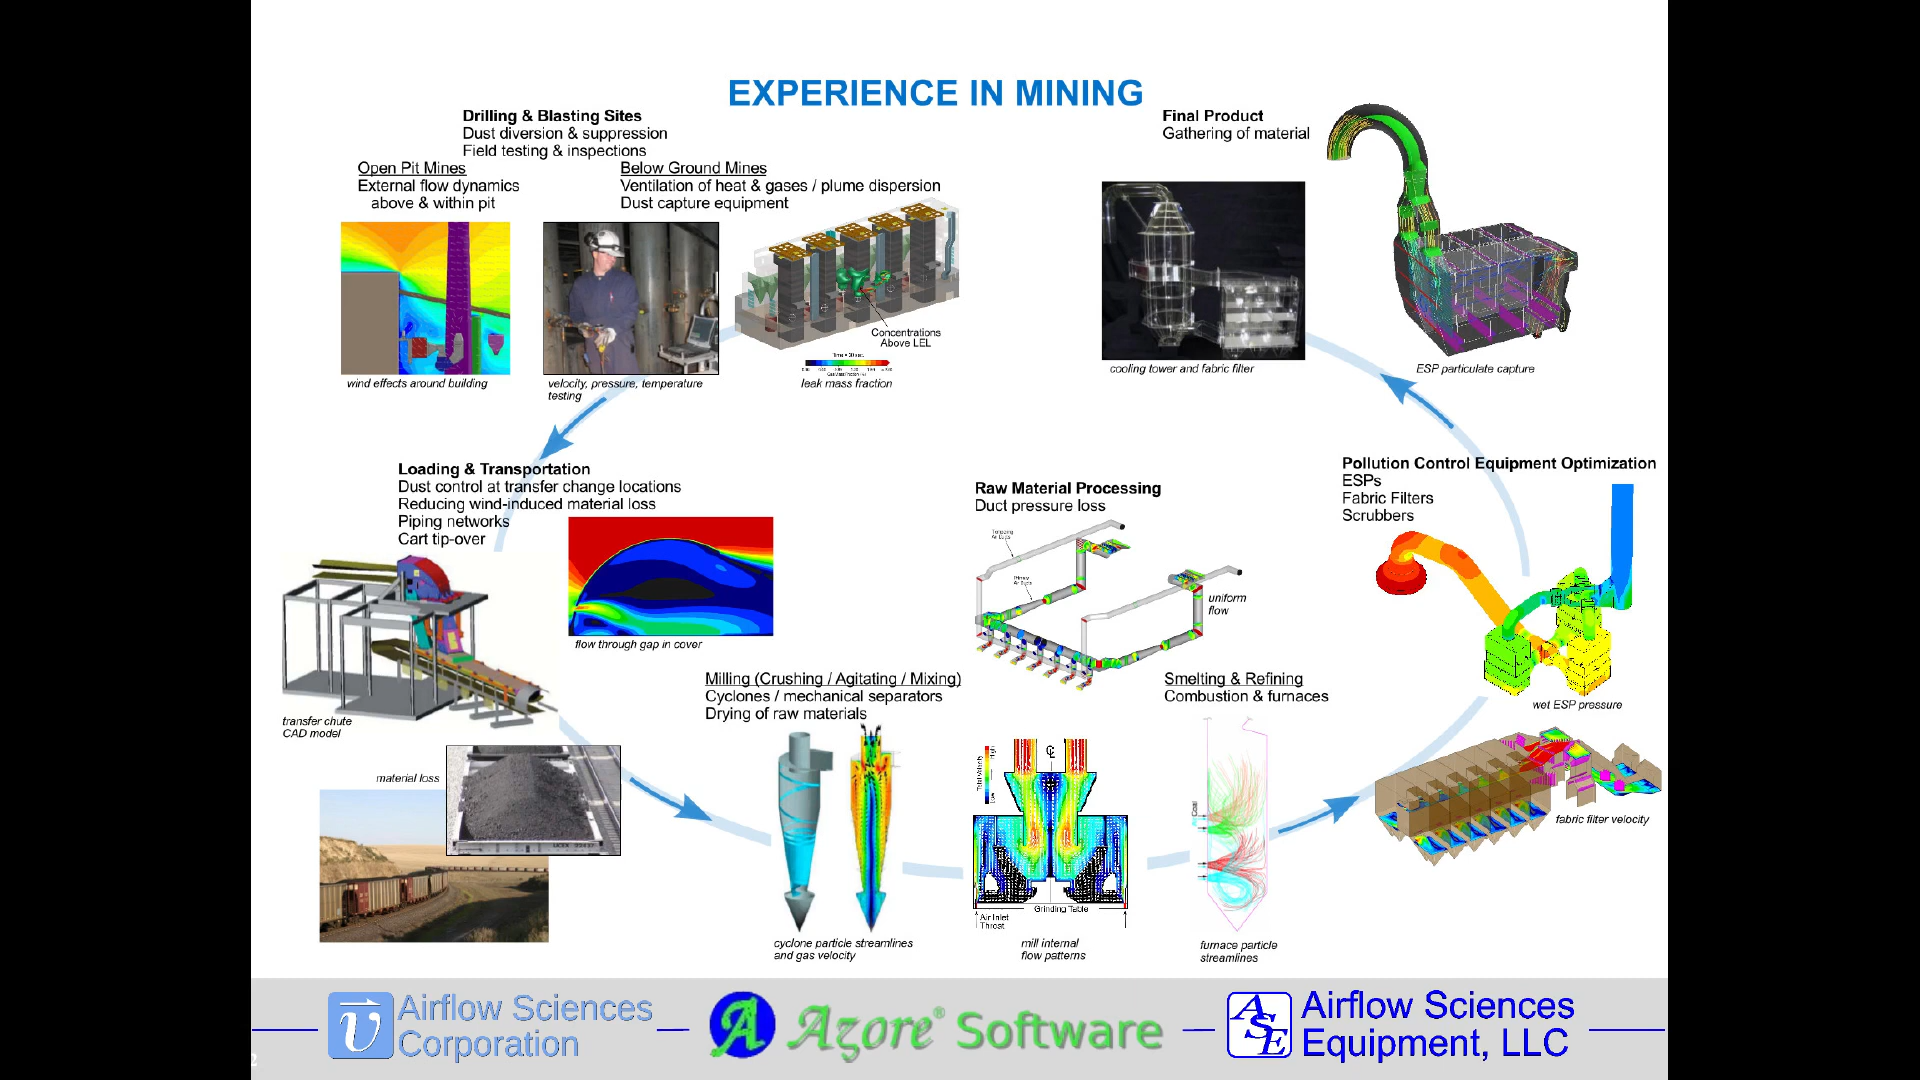 EXPERIENCE IN MINING
Drilling & Blasting Sites
Dust diversion & suppression
Field testing & inspections
Open Pit Mines
External flow dynamics
above & within pit
Below Ground Mines
Ventilation of heat & gases / plume dispersion
Dust capture equipment
wind effects around building
velocity, pressure, temperature
testing
Concentrations
Above LEL
leak mass fraction
Final Product
Gathering of material
cooling tower and fabric filter
ESP particulate capture
Loading & Transportation
Dust control at transfer change locations
Reducing wind-induced material loss
Piping networks
Cart tip-over
flow through gap in cover
transfer chute
CAD model
material loss
Raw Material Processing
Duct pressure loss
uniform
flow
Milling (Crushing / Agitating / Mixing)
Cyclones / mechanical separators
Drying of raw materials
cyclone particle streamlines
and gas velocity
Total Velocity
Grinding Table
Air Inlet
Throat
mill internal
flow patterns
Smelting & Refining
Combustion & furnaces
Coal
furnace particle
streamlines
Pollution Control Equipment Optimization
ESPs
Fabric Filters
Scrubbers
wet ESP pressure
fabric filter velocity
Airflow Sciences
Corporation
Azore® Software
ASE
Airflow Sciences
Equipment, LLC
2